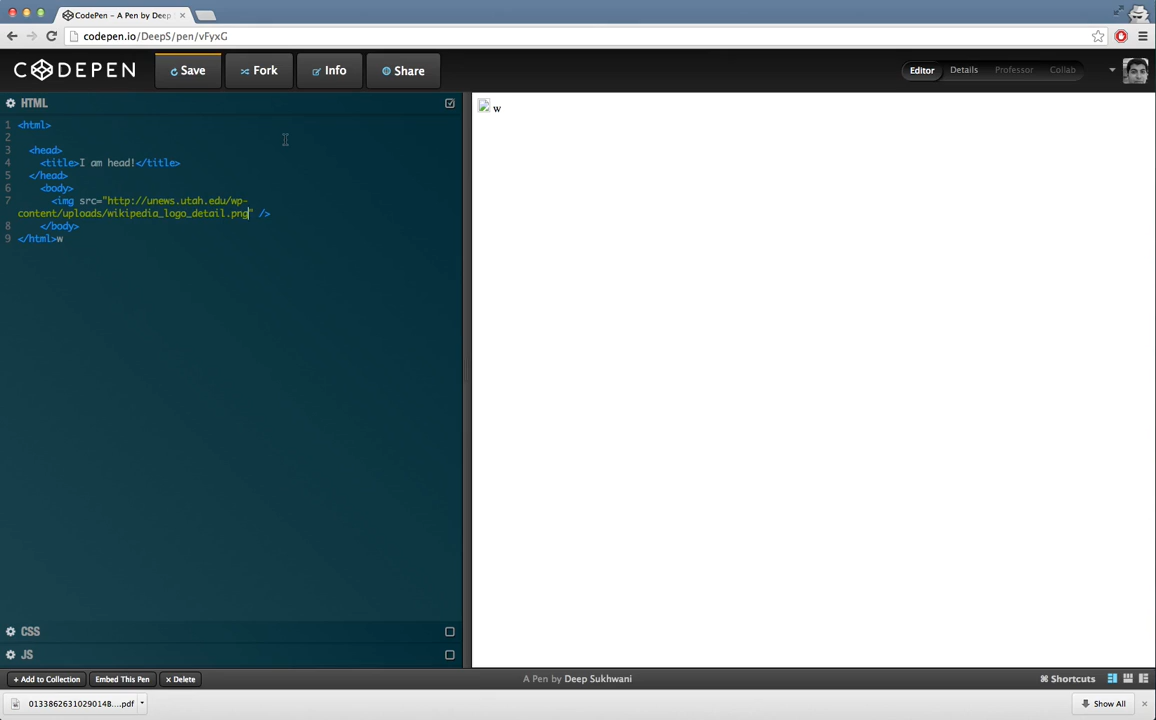 CodePen - A Pen by Deep
codepen.io/DeepS/pen/vFyxG
CODEPEN
Save
Fork
Info
Share
Editor
Details
Professor
Collab
HTML
1 <html>
2
3 <head>
4 <title>I am head!</title>
5 </head>
6 <body>
7 <img src="http://unews.utah.edu/wp-
content/uploads/wikipedia_logo_detail.png" />
8 </body>
9 </html>w
w
CSS
JS
+ Add to Collection
Embed This Pen
x Delete
A Pen by Deep Sukhwani
⌘ Shortcuts
Show All